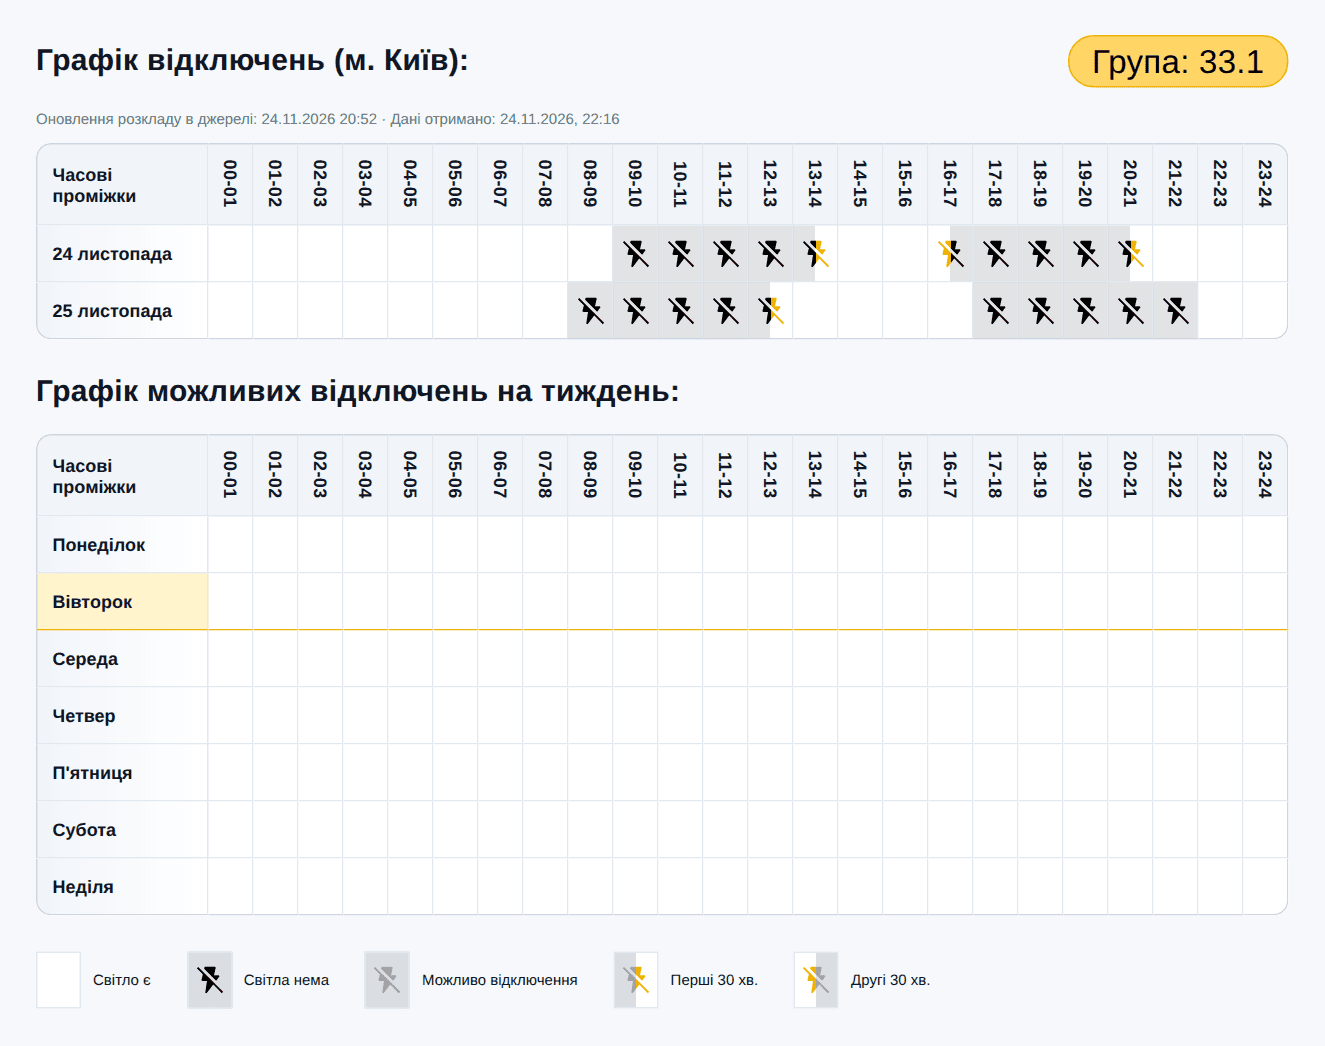 Графік відключень (м. Київ):
Група: 33.1
Оновлення розкладу в джерелі: 24.11.2026 20:52 · Дані отримано: 24.11.2026, 22:16
Часові проміжки 00-01 01-02 02-03 03-04 04-05 05-06 06-07 07-08 08-09 09-10 10-11 11-12 12-13 13-14 14-15 15-16 16-17 17-18 18-19 19-20 20-21 21-22 22-23 23-24
24 листопада
25 листопада
Графік можливих відключень на тиждень:
Часові проміжки 00-01 01-02 02-03 03-04 04-05 05-06 06-07 07-08 08-09 09-10 10-11 11-12 12-13 13-14 14-15 15-16 16-17 17-18 18-19 19-20 20-21 21-22 22-23 23-24
Понеділок
Вівторок
Середа
Четвер
П'ятниця
Субота
Неділя
Світло є Світла нема Можливо відключення Перші 30 хв. Другі 30 хв.